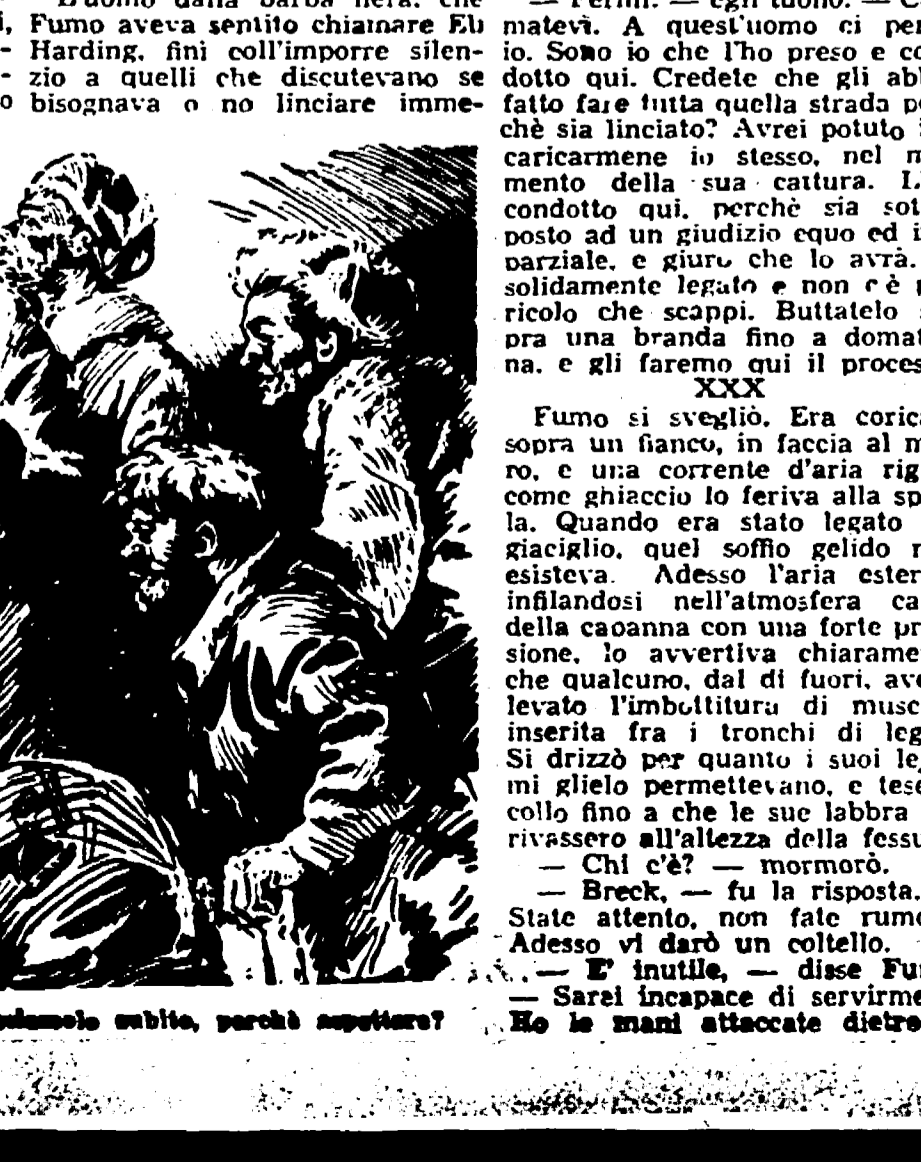 L'uomo dalla barba nera, che
i, Fumo aveva sentito chiamare Eli
- Harding, finì coll'imporre silen-
- zio a quelli che discutevano se
o bisognava o no linciare imme-
subito, perchè aspettare?
— Fermi. — egli tuonò. — C
matevi. A quest'uomo ci pe
io. Sono io che l'ho preso e co
dotto qui. Credete che gli ab
fatto fare tutta quella strada p
chè sia linciato? Avrei potuto i
caricarmene io stesso, nel m
mento della sua cattura. L
condotto qui, perchè sia sot
posto ad un giudizio equo ed i
parziale, e giuro che lo avrà.
solidamente legato e non c'è p
ricolo che scappi. Buttatelo s
pra una branda fino a domat
na, e gli faremo qui il proces
XXX
Fumo si svegliò. Era corica
sopra un fianco, in faccia al m
ro, e una corrente d'aria rig
come ghiaccio lo feriva alla sp
la. Quando era stato legato
giaciglio, quel soffio gelido n
esisteva. Adesso l'aria ester
infilandosi nell'atmosfera ca
della capanna con una forte pr
sione, lo avvertiva chiarame
che qualcuno, dal di fuori, ave
levato l'imbottitura di musc
inserita fra i tronchi di leg
Si drizzò per quanto i suoi le
mi glielo permettevano, e tese
collo fino a che le sue labbra
rivassero all'altezza della fessu
— Chi c'è? — mormorò.
— Breck, — fu la risposta.
State attento, non fate rumo
Adesso vi darò un coltello.
— E' inutile, — disse Fu
— Sarei incapace di servirme
Ho le mani attaccate dietro